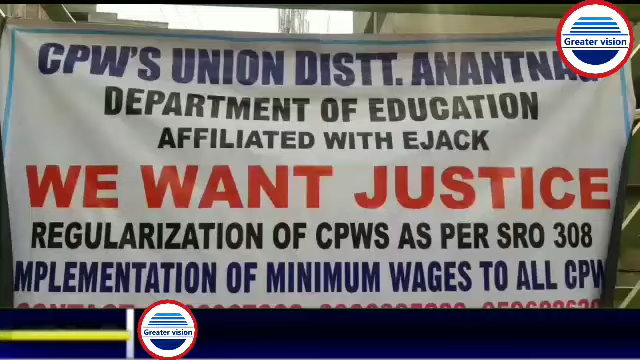 CPW'S UNION DISTT. ANANTNAG
Greater vision
DEPARTMENT OF EDUCATION
AFFILIATED WITH EJACK
WE WANT JUSTICE
REGULARIZATION OF CPWS AS PER SRO 308
MPLEMENTATION OF MINIMUM WAGES TO ALL CPW
Greater vision